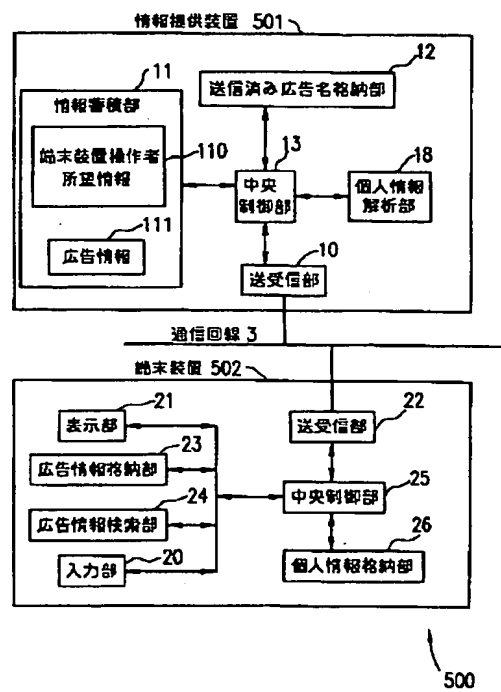 情報提供装置 501
11
情報蓄積部
端末装置操作者
所望情報
110
111
広告情報
12
送信済み広告名格納部
13
中央
制御部
18
個人情報
解析部
10
送受信部
通信回線 3
端末装置 502
21
表示部
23
広告情報格納部
24
広告情報検索部
20
入力部
22
送受信部
25
中央制御部
26
個人情報格納部
500